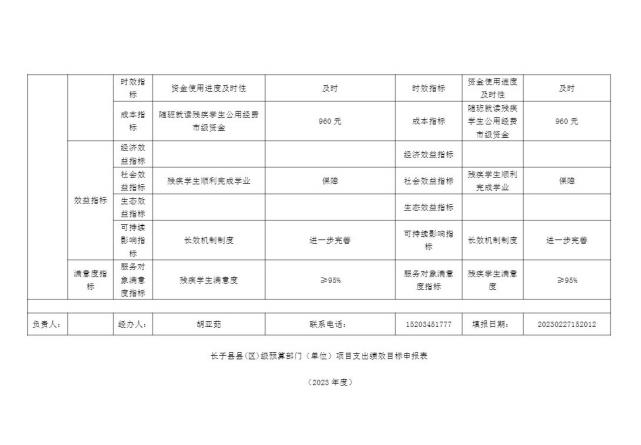 时效指标 资金使用进度及时性 及时 时效指标 资金使用进度及时性 及时
成本指标 随班就读残疾学生公用经费市级资金 960元 成本指标 随班就读残疾学生公用经费市级资金 960元
效益指标 经济效益指标 经济效益指标
社会效益指标 残疾学生顺利完成学业 保障 社会效益指标 残疾学生顺利完成学业 保障
生态效益指标 生态效益指标
可持续影响指标 长效机制制度 进一步完善 可持续影响指标 长效机制制度 进一步完善
满意度指标 服务对象满意度指标 残疾学生满意度 ≥95% 服务对象满意度指标 残疾学生满意度 ≥95%
负责人： 经办人： 胡亚茹 联系电话： 15203451777 填报日期： 20230227152012
长子县县(区)级预算部门（单位）项目支出绩效目标申报表
（2023年度）